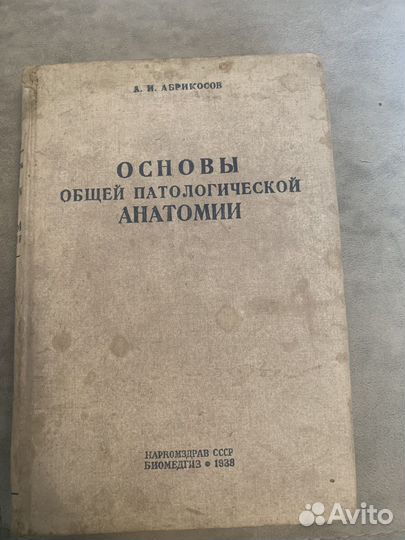 А. И. АБРИКОСОВ
ОСНОВЫ
ОБЩЕЙ ПАТОЛОГИЧЕСКОЙ
АНАТОМИИ
НАРКОМЗДРАВ СССР
БИОМЕДГИЗ • 1938
Avito